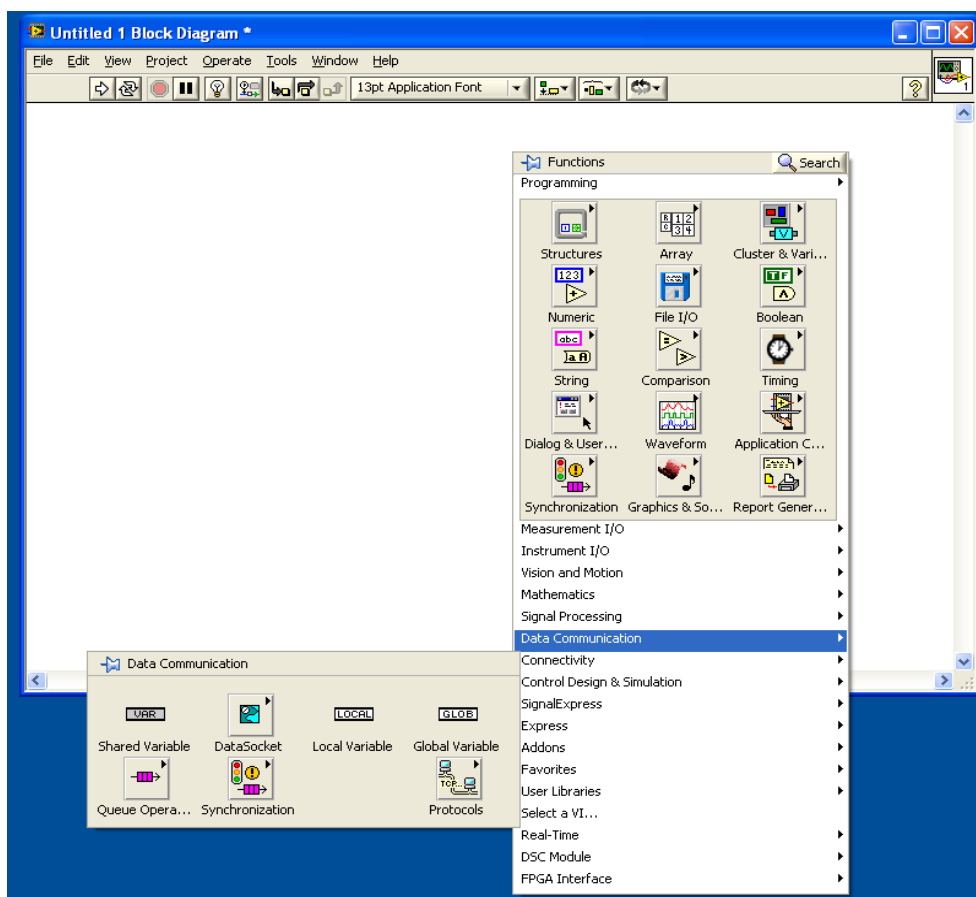 Untitled 1 Block Diagram *
File Edit View Project Operate Tools Window Help
13pt Application Font
1
Functions Search
Programming
Structures Array Cluster & Vari...
Numeric File I/O Boolean
String Comparison Timing
Dialog & User... Waveform Application C...
Synchronization Graphics & So... Report Gener...
Measurement I/O
Instrument I/O
Vision and Motion
Mathematics
Signal Processing
Data Communication
Connectivity
Control Design & Simulation
SignalExpress
Express
Addons
Favorites
User Libraries
Select a VI...
Real-Time
DSC Module
FPGA Interface
Data Communication
VAR LOCAL GLOB
Shared Variable DataSocket Local Variable Global Variable
TCP
Queue Opera... Synchronization Protocols